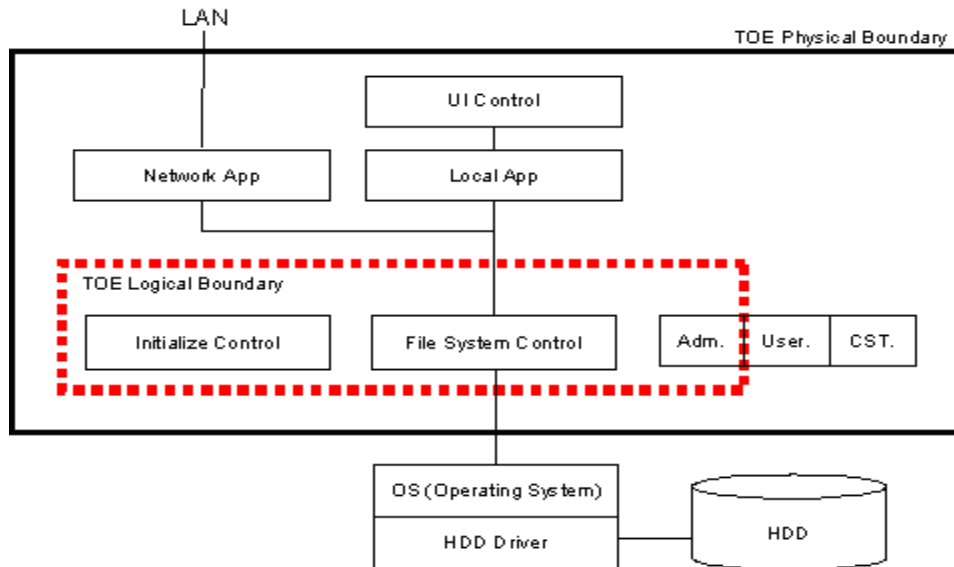 LAN
TOE Physical Boundary
UI Control
Network App
Local App
TOE Logical Boundary
Initialize Control
File System Control
Adm.
User.
CST.
OS (Operating System)
HDD Driver
HDD